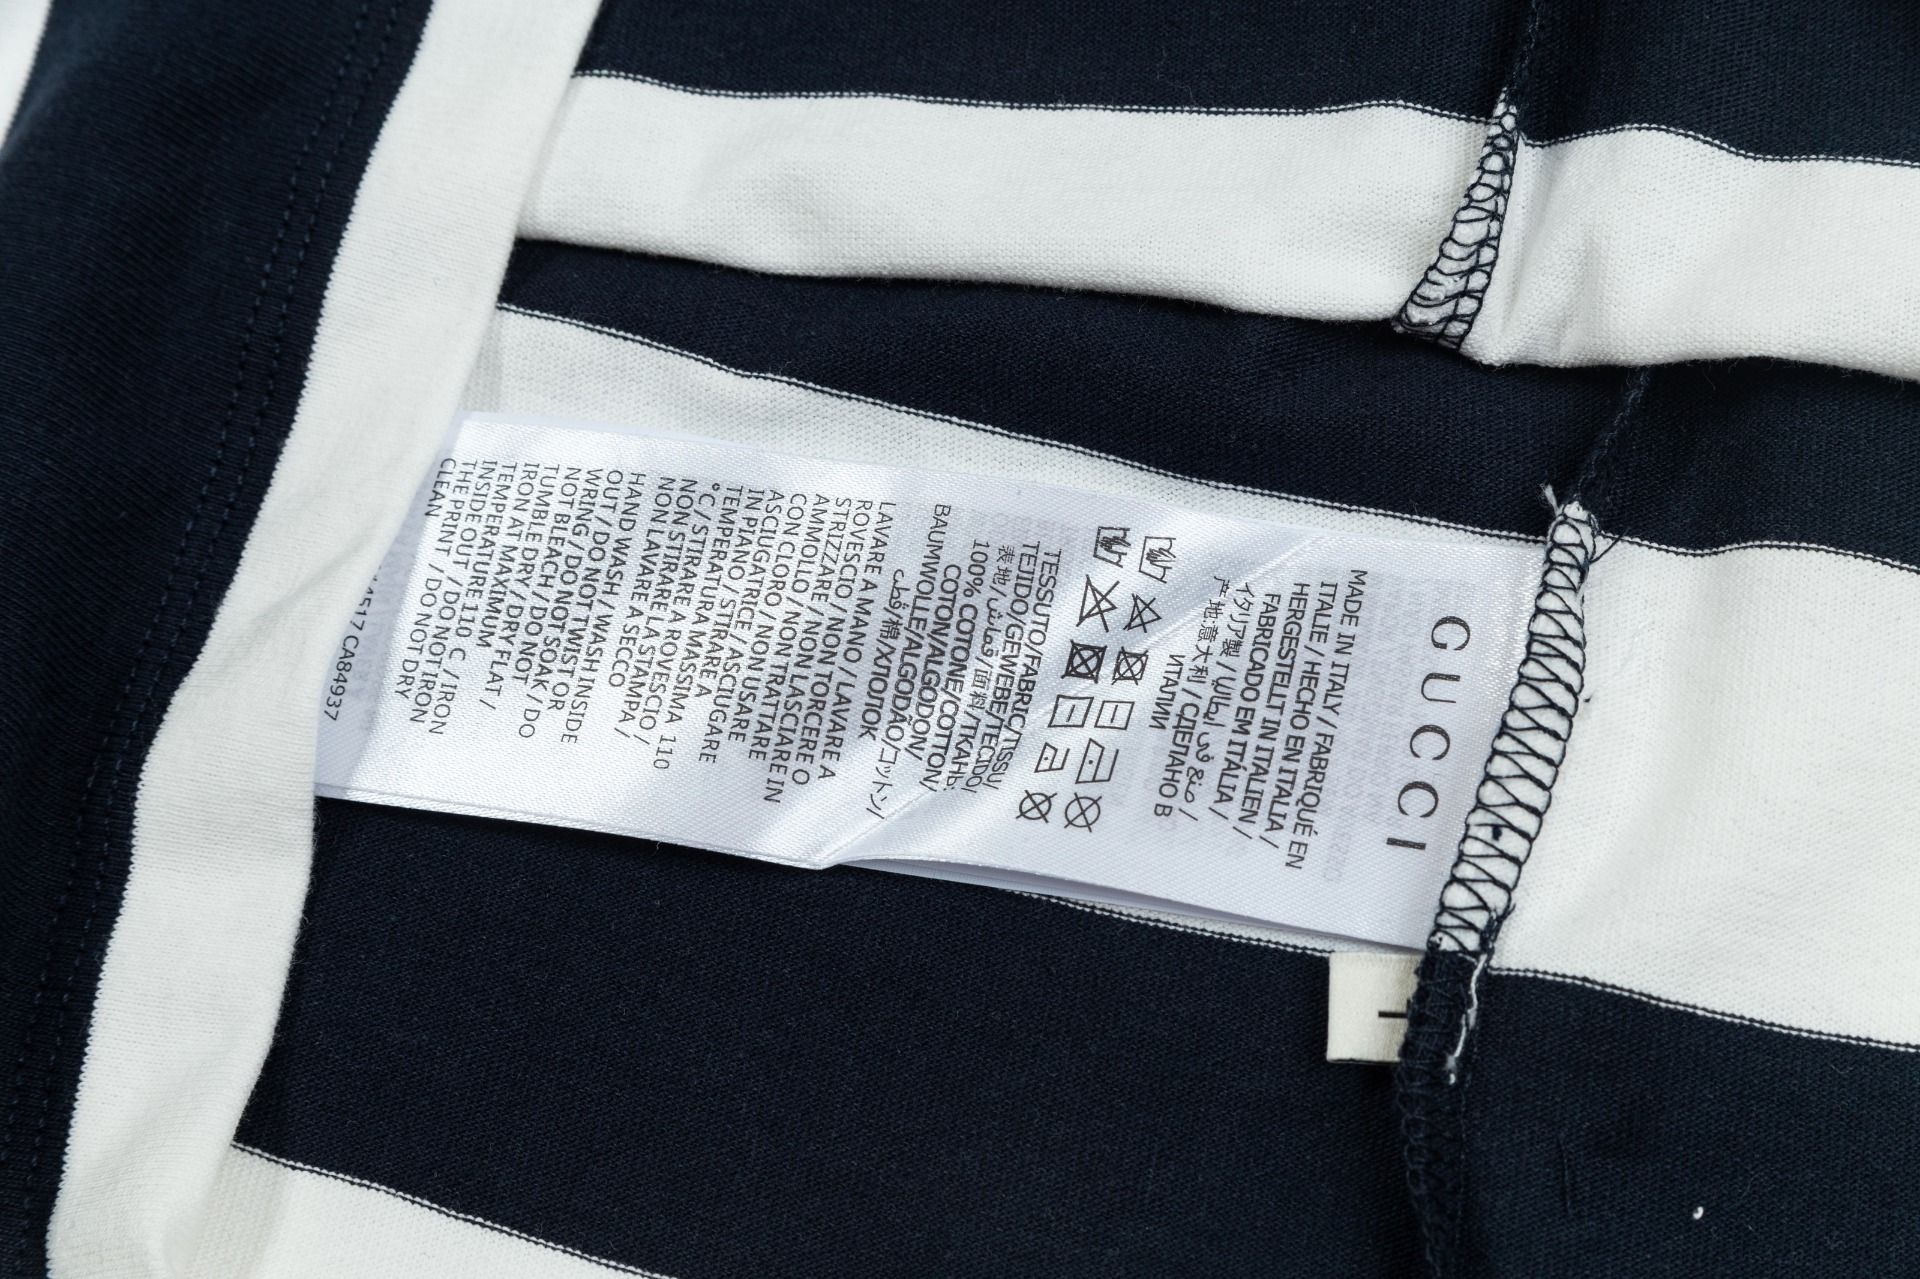 GUCCI
MADE IN ITALY / FABRIQUÉ EN
ITALIE / HECHO EN ITALIA /
HERGESTELLT IN ITALIEN /
FABRICADO EM ITÁLIA /
イタリア製 / صنع في إيطاليا /
产地:意大利 / СДЕЛАНО В
ИТАЛИИ
TESSUTO/FABRIC/TISSU/
TEJIDO/GEWEBE/TECIDO/
表地/قماش/面料/ТКАНЬ:
100% COTONE/COTTON/
COTON/ALGODON/
BAUMWOLLE/ALGODÃO/コットン/
قطن/棉/ХЛОПОК
LAVARE A MANO / LAVARE A
ROVESCIO / NON TORCERE O
STRIZZARE / NON LASCIARE IN
AMMOLLO / NON TRATTARE
CON CLORO / NON USARE
ASCIUGATRICE / ASCIUGARE
IN PIANO / STIRARE A
TEMPERATURA MASSIMA 110
°C / STIRARE A ROVESCIO /
NON STIRARE LA STAMPA /
NON LAVARE A SECCO
HAND WASH / WASH INSIDE
OUT / DO NOT TWIST OR
WRING / DO NOT SOAK / DO
NOT BLEACH / DO NOT
TUMBLE DRY / DRY FLAT /
IRON AT MAXIMUM
TEMPERATURE 110 C / IRON
INSIDE OUT / DO NOT IRON
THE PRINT / DO NOT DRY
CLEAN
4517 CA84937